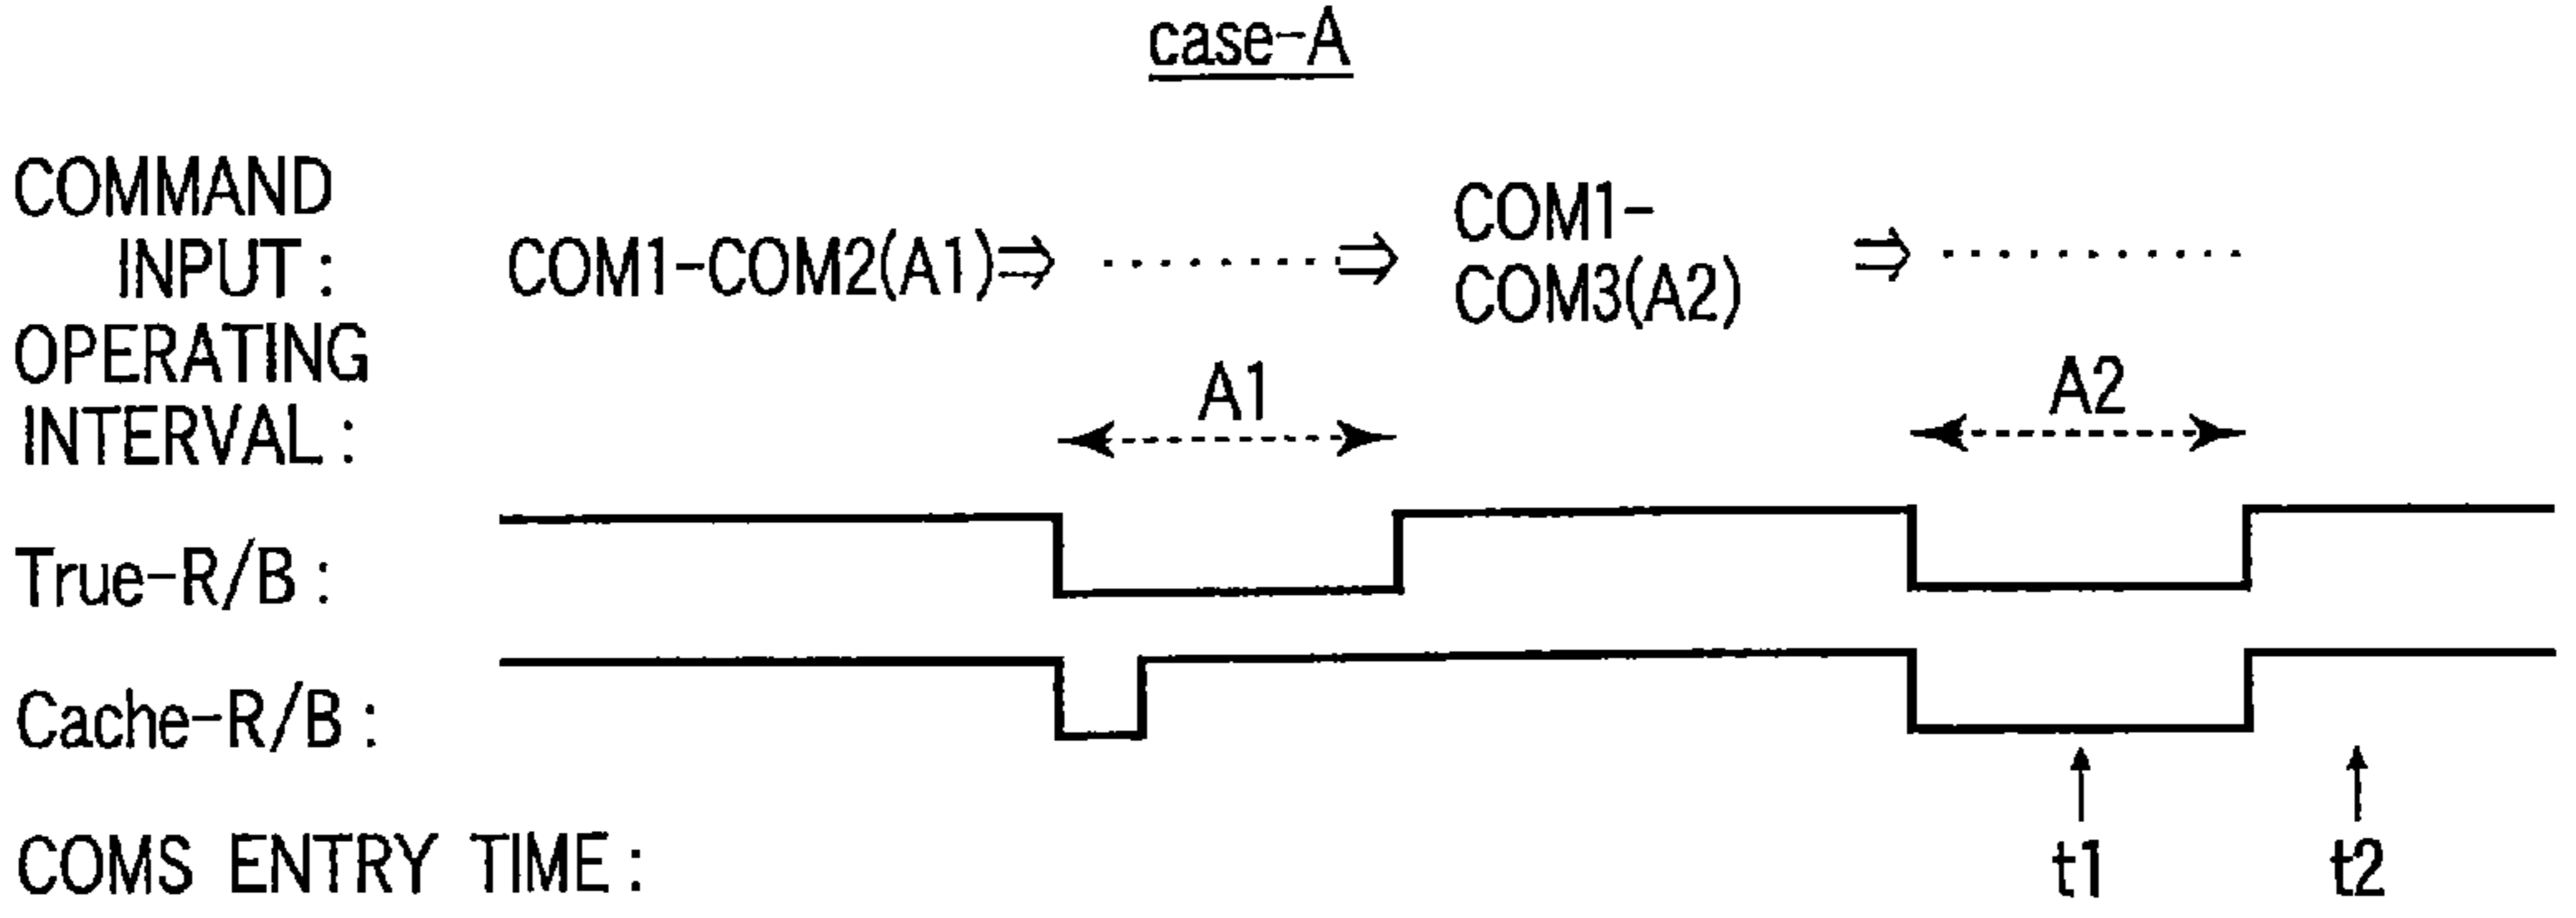 case-A
COMMAND
INPUT :
COM1-COM2(A1)⇒ ········⇒ COM1-
COM3(A2) ⇒ ···········
OPERATING
INTERVAL :
A1
A2
True-R/B :
Cache-R/B :
COMS ENTRY TIME :
t1
t2